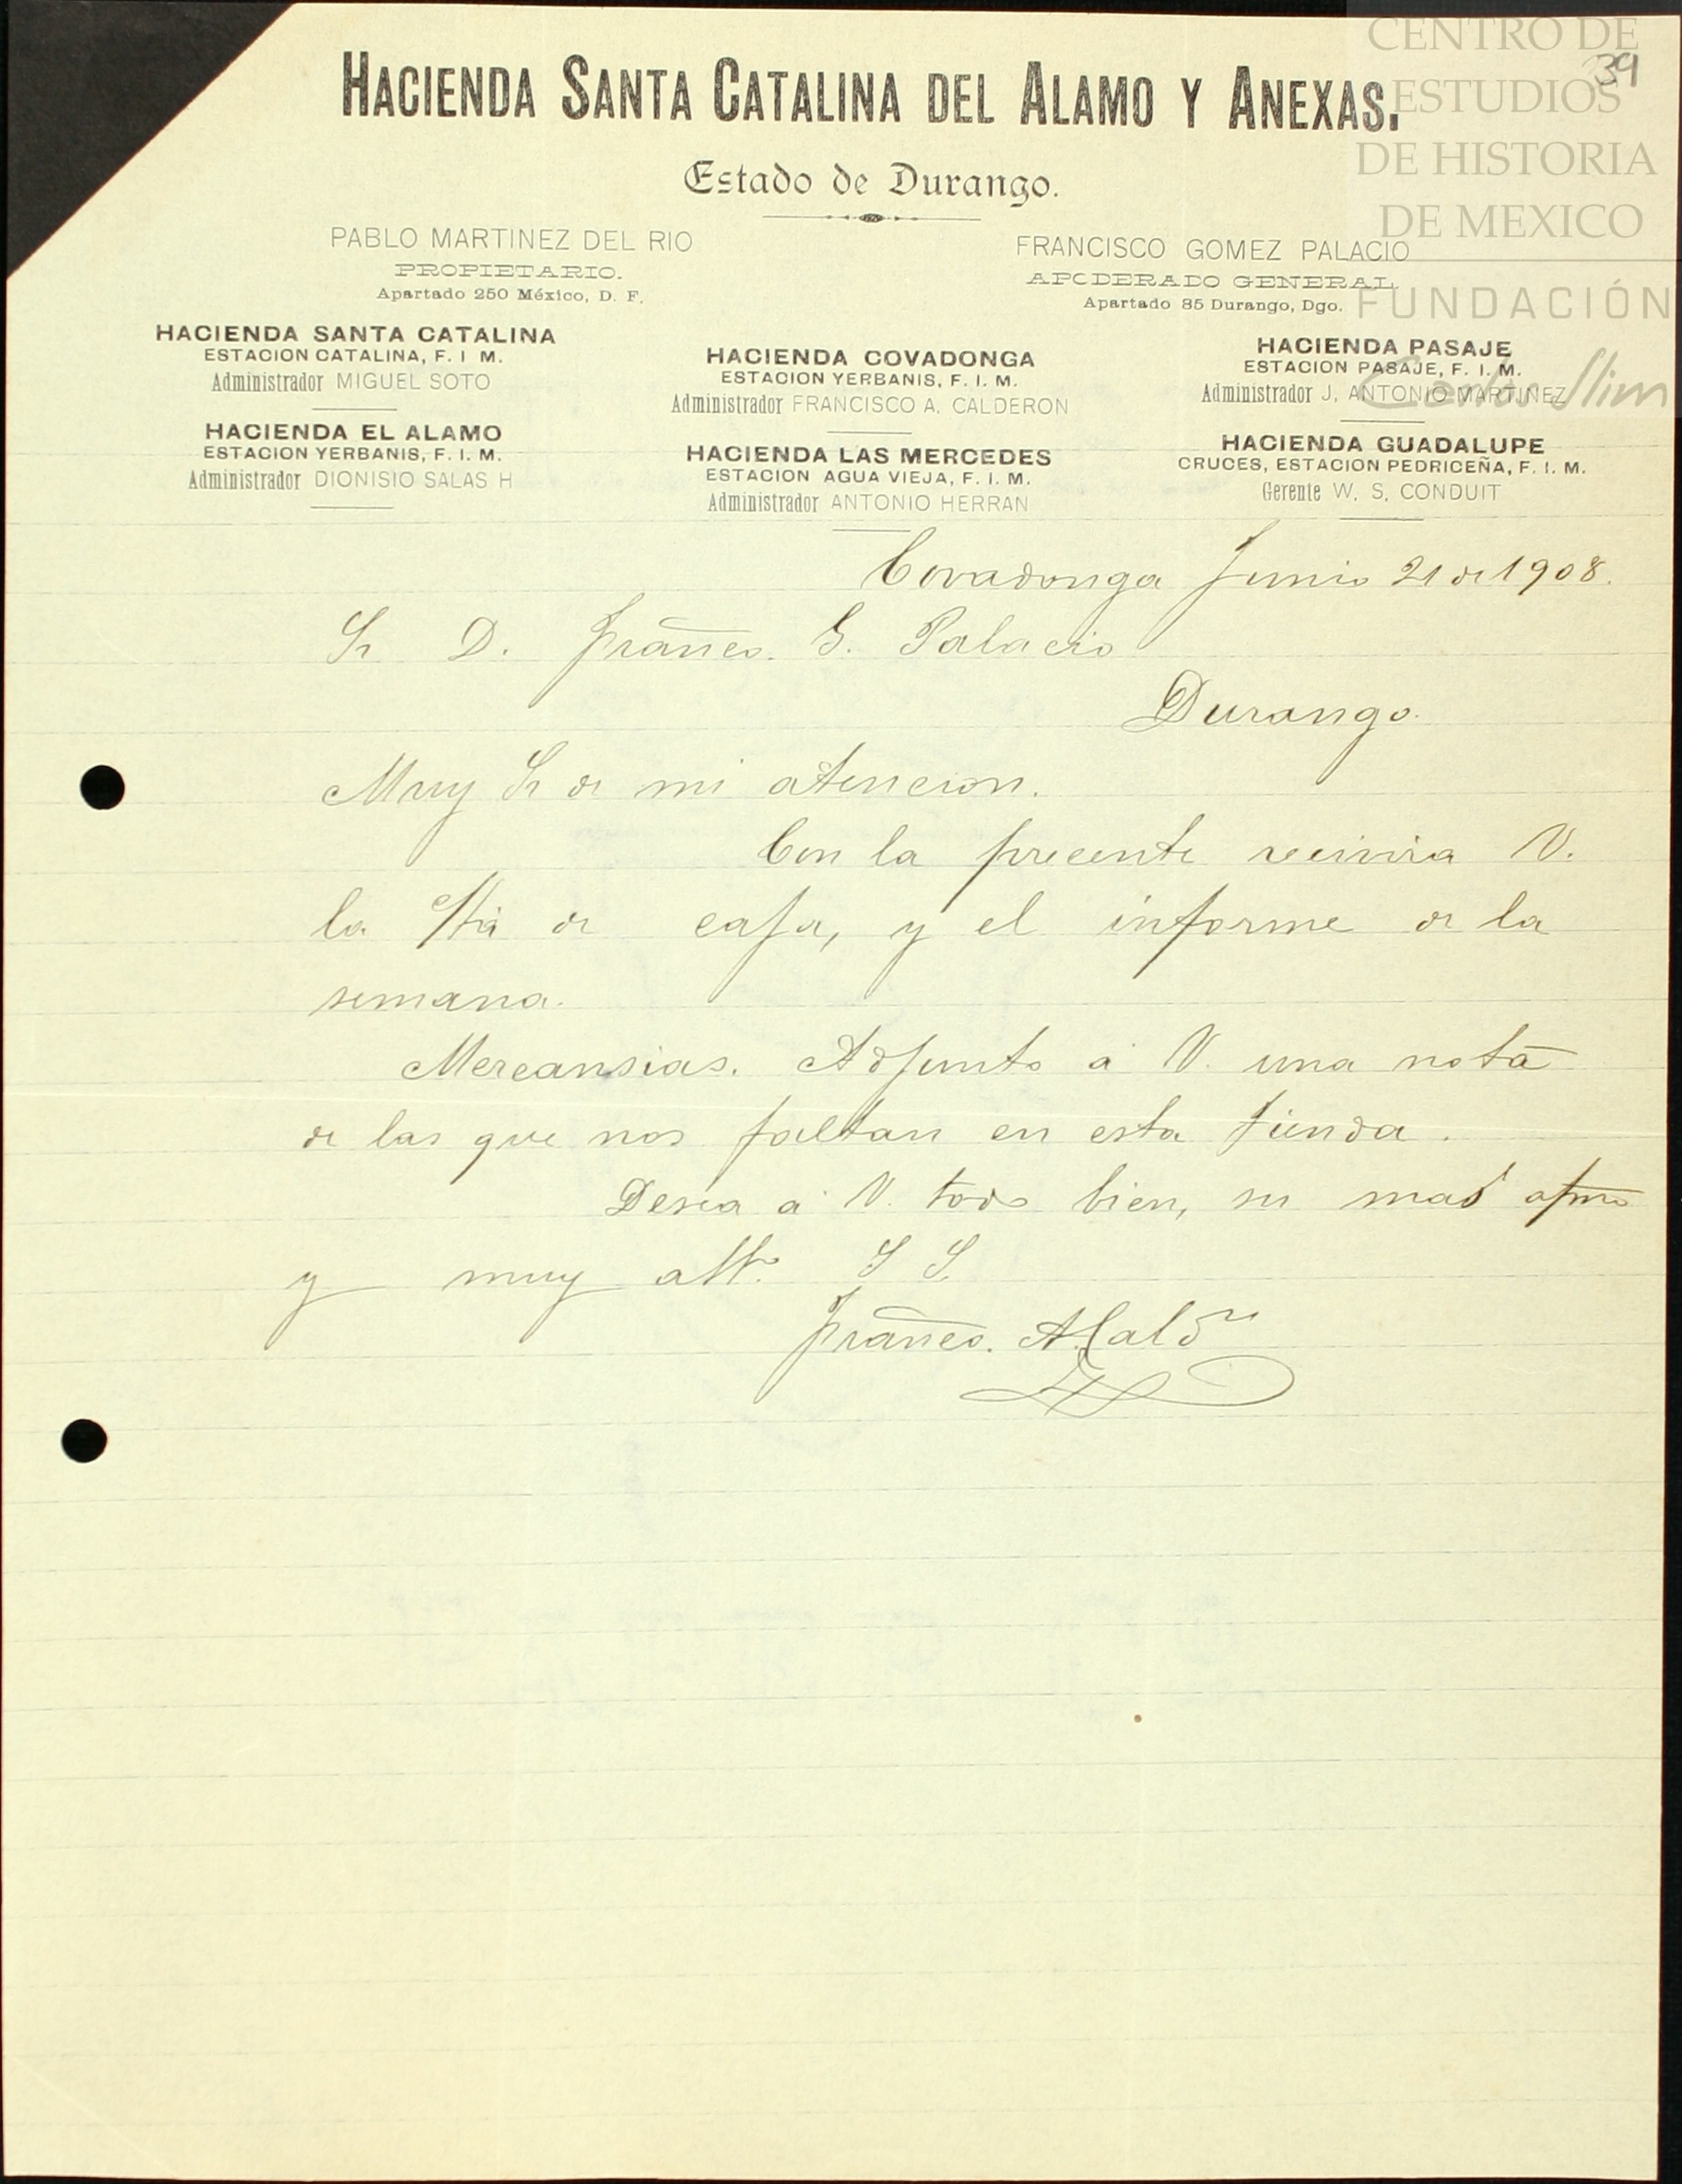 CENTRO DE
ESTUDIOS
DE HISTORIA
DE MEXICO
FUNDACIÓN
Carlos Slim
39
HACIENDA SANTA CATALINA DEL ALAMO Y ANEXAS.
Estado de Durango.
PABLO MARTINEZ DEL RIO
PROPIETARIO.
Apartado 250 México, D. F.
FRANCISCO GOMEZ PALACIO
APODERADO GENERAL
Apartado 85 Durango, Dgo.
HACIENDA SANTA CATALINA
ESTACION CATALINA, F. I M.
Administrador MIGUEL SOTO
HACIENDA EL ALAMO
ESTACION YERBANIS, F. I. M.
Administrador DIONISIO SALAS H
HACIENDA COVADONGA
ESTACION YERBANIS, F. I. M.
Administrador FRANCISCO A. CALDERON
HACIENDA LAS MERCEDES
ESTACION AGUA VIEJA, F. I. M.
Administrador ANTONIO HERRAN
HACIENDA PASAJE
ESTACION PASAJE, F. I. M.
Administrador J. ANTONIO MARTINEZ
HACIENDA GUADALUPE
CRUCES, ESTACION PEDRICEÑA, F. I. M.
Gerente W. S. CONDUIT
Covadonga Junio 21 de 1908.
Sr D. Franco. G. Palacio
Durango.
Muy Sr de mi atencion.
Con la precente recivira V.
la de caja, y el informe de la
semana.
Mercansias. Adjunto a V. una nota
de las que nos faltan en esta tienda.
Desea a V. todo bien, su mas afmo
y muy atto. S S.
Franco. A. Calդon